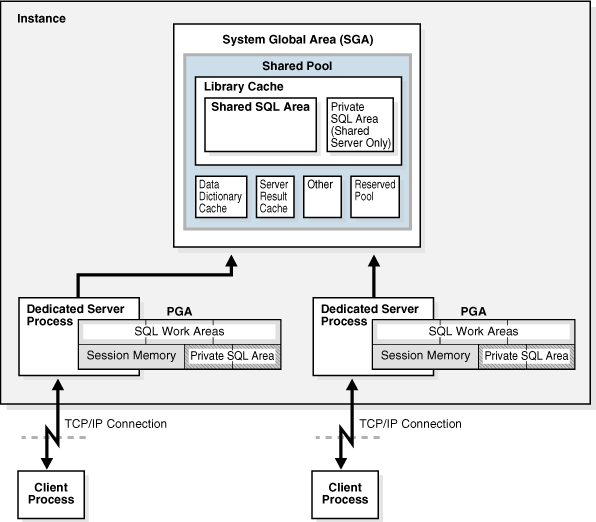 Instance
System Global Area (SGA)
Shared Pool
Library Cache
Shared SQL Area
Private
SQL Area
(Shared
Server Only)
Data
Dictionary
Cache
Server
Result
Cache
Other
Reserved
Pool
Dedicated Server
Process
PGA
SQL Work Areas
Session Memory
Private SQL Area
Dedicated Server
Process
PGA
SQL Work Areas
Session Memory
Private SQL Area
TCP/IP Connection
TCP/IP Connection
Client
Process
Client
Process